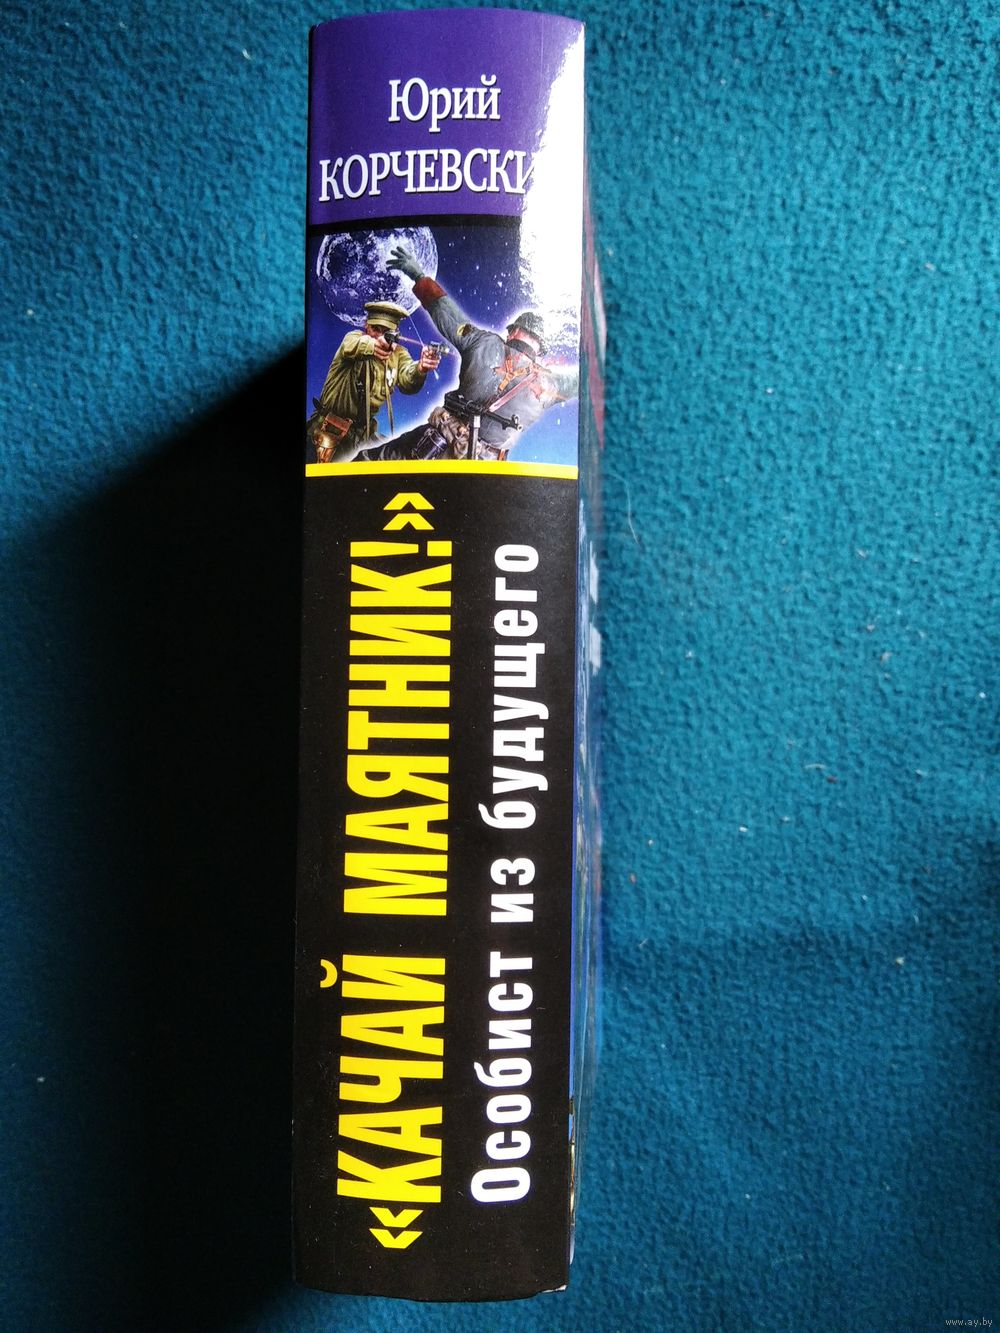 Юрий
КОРЧЕВСКИ
«КАЧАЙ МАЯТНИК!»
Особист из будущего
www.ay.by